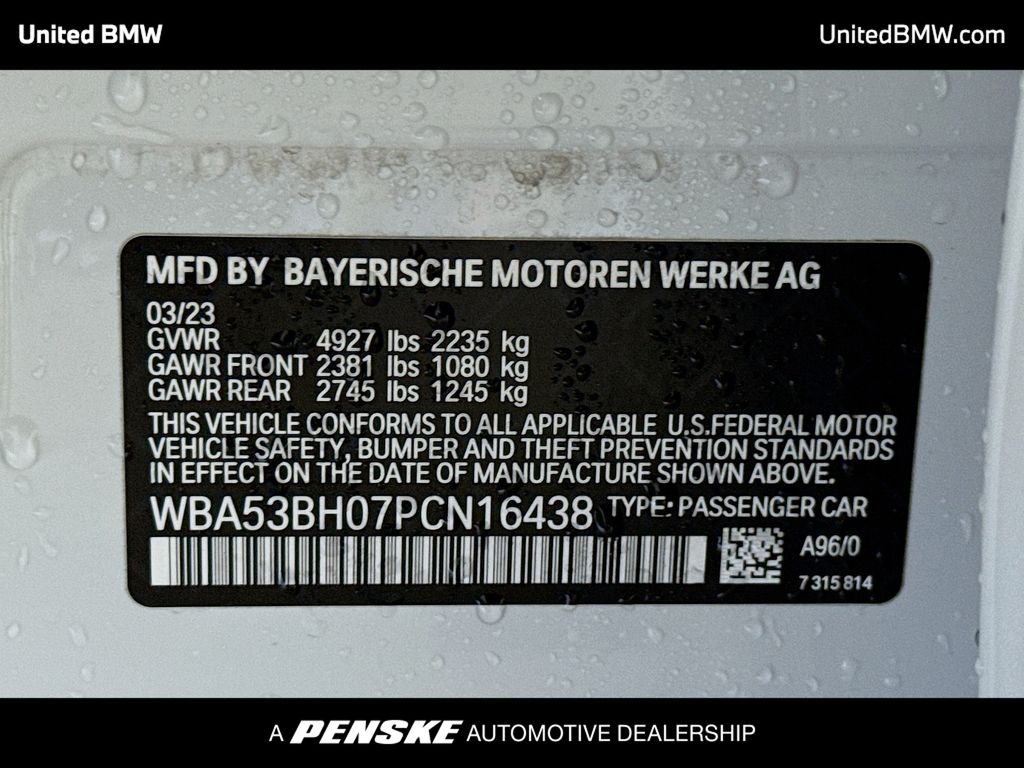 United BMW UnitedBMW.com
MFD BY BAYERISCHE MOTOREN WERKE AG
03/23
GVWR 4927 lbs 2235 kg
GAWR FRONT 2381 lbs 1080 kg
GAWR REAR 2745 lbs 1245 kg
THIS VEHICLE CONFORMS TO ALL APPLICABLE U.S.FEDERAL MOTOR
VEHICLE SAFETY, BUMPER AND THEFT PREVENTION STANDARDS
IN EFFECT ON THE DATE OF MANUFACTURE SHOWN ABOVE.
WBA53BH07PCN16438 TYPE: PASSENGER CAR
A96/0
7 315 814
A PENSKE AUTOMOTIVE DEALERSHIP